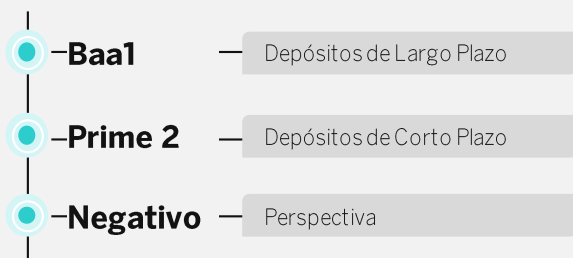 Baa1 Depósitos de Largo Plazo
Prime 2 Depósitos de Corto Plazo
Negativo Perspectiva